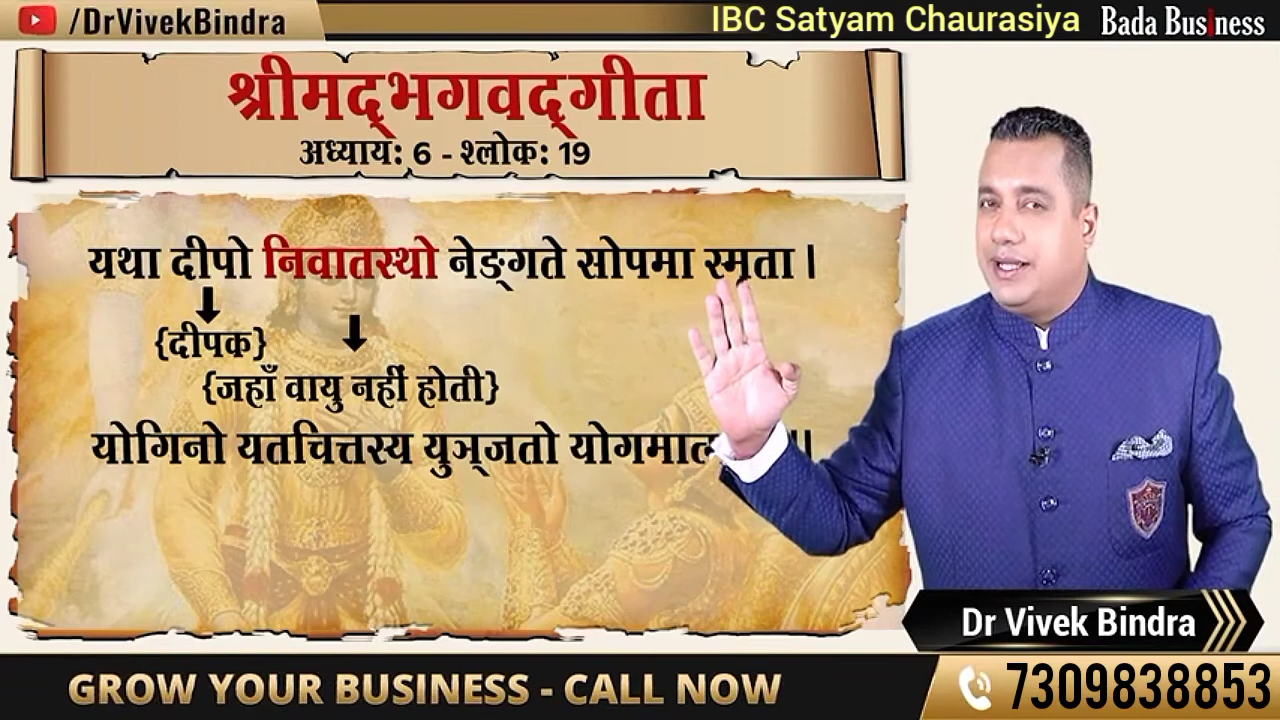 /DrVivekBindra
IBC Satyam Chaurasiya Bada Business
श्रीमद्भगवद्गीता
अध्याय: 6 - श्लोक: 19
यथा दीपो निवातस्थो नेङ्गते सोपमा स्मता।
{दीपक}
{जहाँ वायु नहीं होती}
योगिनो यतचित्तस्य युञ्जतो ॥
Dr Vivek Bindra
GROW YOUR BUSINESS - CALL NOW
7309838853